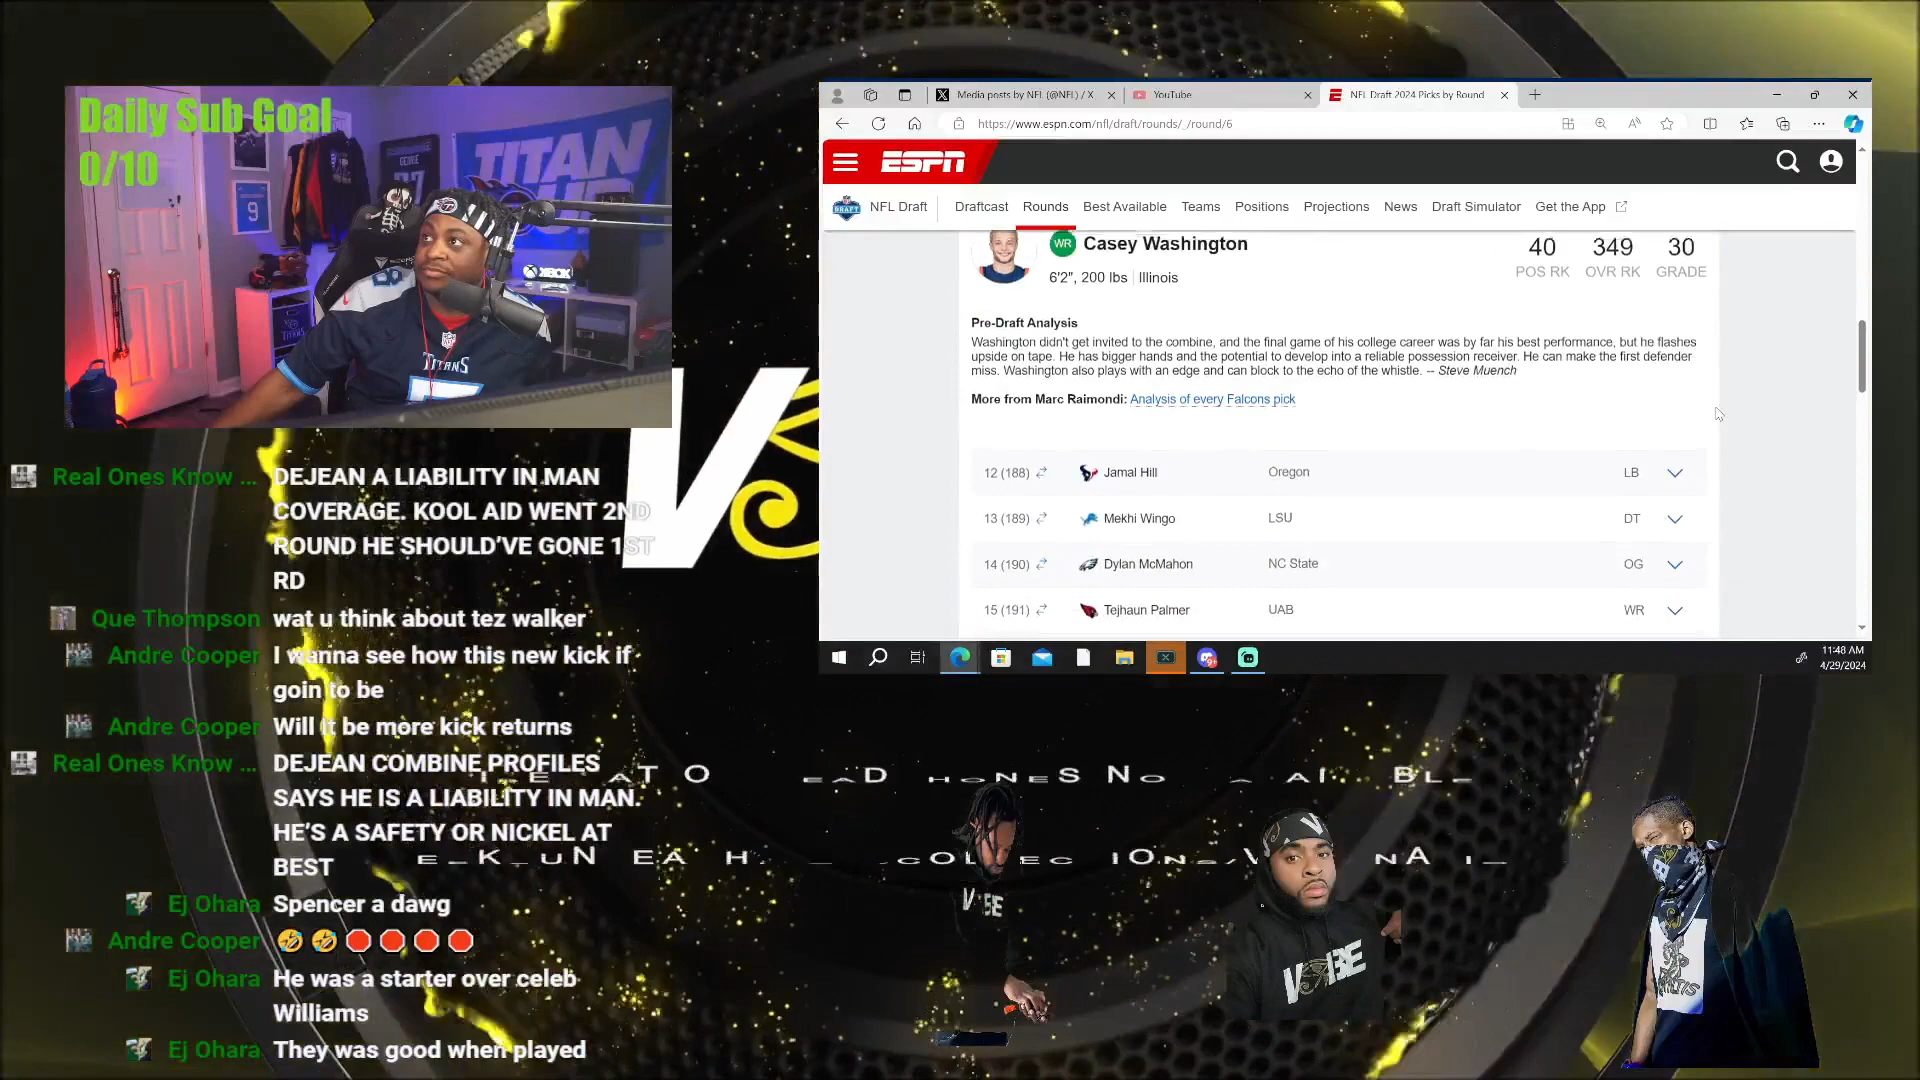 Daily Sub Goal
0/10
TITAN
UP
GEORGE
9
XBOX
TITANS
Media posts by NFL (@NFL) / X
YouTube
NFL Draft 2024 Picks by Round
https://www.espn.com/nfl/draft/rounds/_/round/6
ESPN
NFL Draft
Draftcast
Rounds
Best Available
Teams
Positions
Projections
News
Draft Simulator
Get the App
WR Casey Washington
6'2", 200 lbs Illinois
40 349 30
POS RK OVR RK GRADE
Pre-Draft Analysis
Washington didn't get invited to the combine, and the final game of his college career was by far his best performance, but he flashes
upside on tape. He has bigger hands and the potential to develop into a reliable possession receiver. He can make the first defender
miss. Washington also plays with an edge and can block to the echo of the whistle. -- Steve Muench
More from Marc Raimondi: Analysis of every Falcons pick
12 (188) Jamal Hill Oregon LB
13 (189) Mekhi Wingo LSU DT
14 (190) Dylan McMahon NC State OG
15 (191) Tejhaun Palmer UAB WR
11:48 AM
4/29/2024
Real Ones Know ... DEJEAN A LIABILITY IN MAN
COVERAGE. KOOL AID WENT 2ND
ROUND HE SHOULD'VE GONE 1ST
RD
Que Thompson wat u think about tez walker
Andre Cooper I wanna see how this new kick if
goin to be
Andre Cooper Will it be more kick returns
Real Ones Know ... DEJEAN COMBINE PROFILES
SAYS HE IS A LIABILITY IN MAN.
HE'S A SAFETY OR NICKEL AT
BEST
Ej Ohara Spencer a dawg
Andre Cooper 🤣 🤣 🛑 🛑 🛑 🛑
Ej Ohara He was a starter over celeb
Williams
Ej Ohara They was good when played